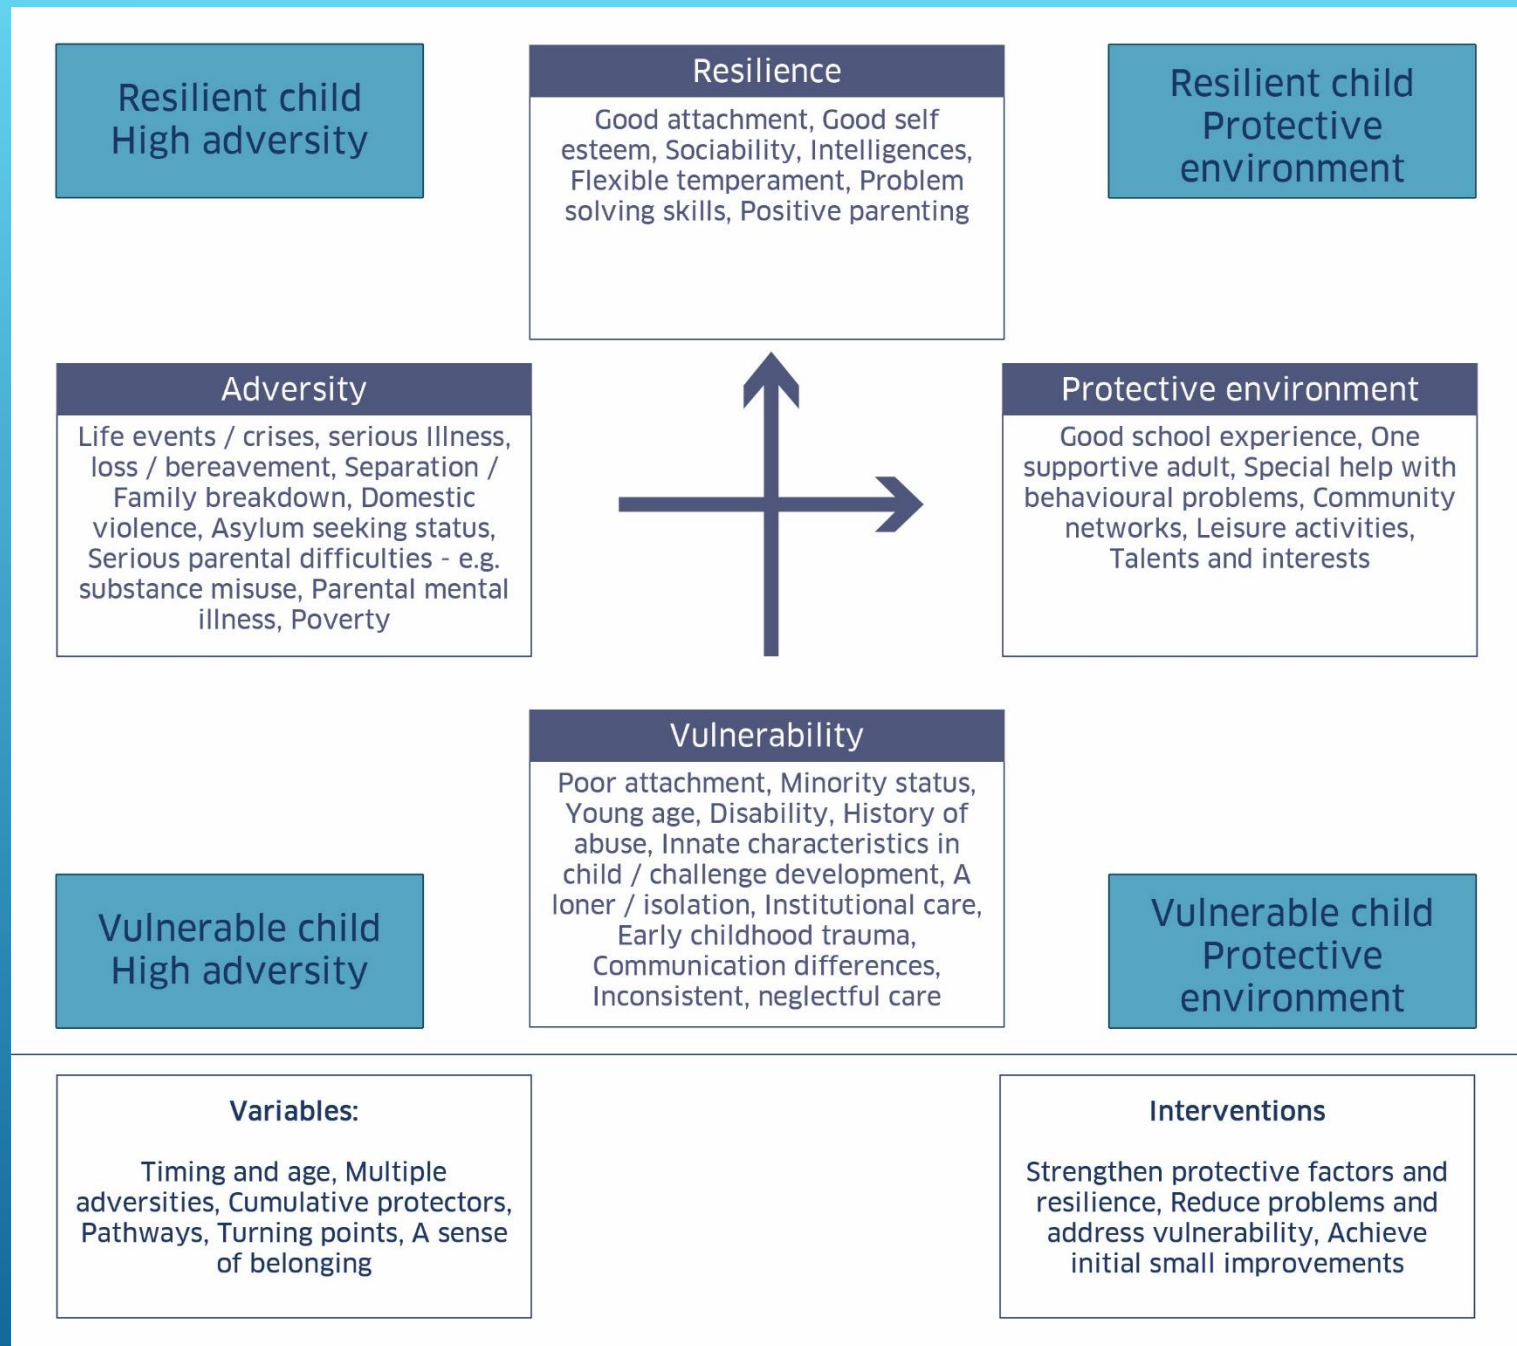 Resilient child
High adversity
Resilience
Good attachment, Good self
esteem, Sociability, Intelligences,
Flexible temperament, Problem
solving skills, Positive parenting
Resilient child
Protective
environment
Adversity
Life events / crises, serious Illness,
loss / bereavement, Separation /
Family breakdown, Domestic
violence, Asylum seeking status,
Serious parental difficulties - e.g.
substance misuse, Parental mental
illness, Poverty
Protective environment
Good school experience, One
supportive adult, Special help with
behavioural problems, Community
networks, Leisure activities,
Talents and interests
Vulnerability
Poor attachment, Minority status,
Young age, Disability, History of
abuse, Innate characteristics in
child / challenge development, A
loner / isolation, Institutional care,
Early childhood trauma,
Communication differences,
Inconsistent, neglectful care
Vulnerable child
High adversity
Vulnerable child
Protective
environment
Variables:
Timing and age, Multiple
adversities, Cumulative protectors,
Pathways, Turning points, A sense
of belonging
Interventions
Strengthen protective factors and
resilience, Reduce problems and
address vulnerability, Achieve
initial small improvements